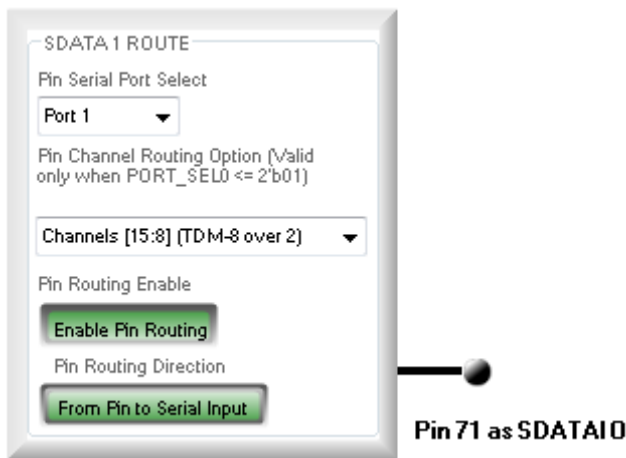 SDATA 1 ROUTE
Pin Serial Port Select
Port 1
Pin Channel Routing Option (Valid
only when PORT_SEL0 <= 2'b01)
Channels [15:8] (TDM-8 over 2)
Pin Routing Enable
Enable Pin Routing
Pin Routing Direction
From Pin to Serial Input
Pin 71 as SDATAIO